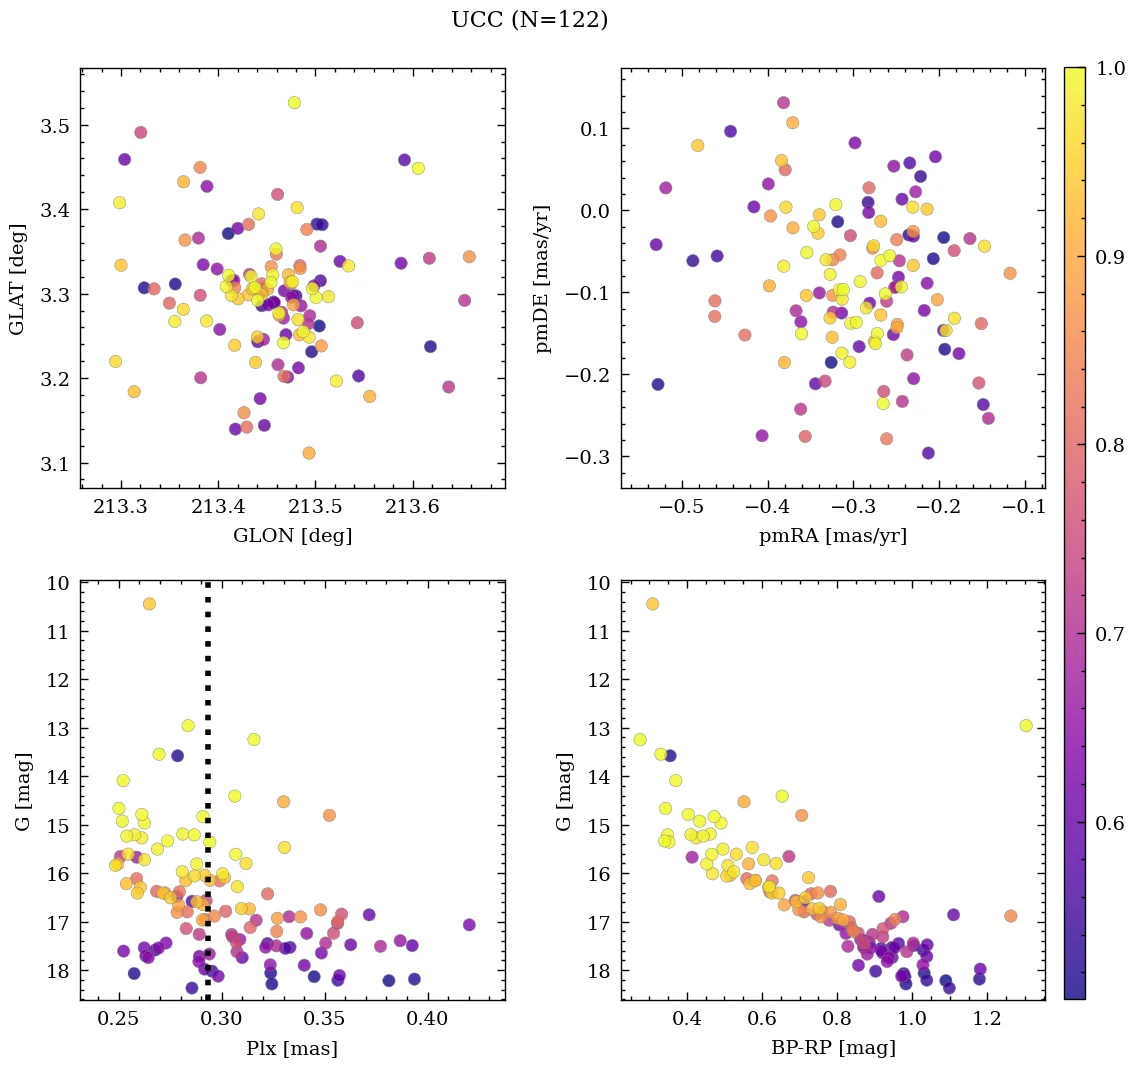 UCC (N=122)
3.5
3.4
3.3
3.2
3.1
GLAT [deg]
213.3 213.4 213.5 213.6
GLON [deg]
0.1
0.0
−0.1
−0.2
−0.3
pmDE [mas/yr]
−0.5 −0.4 −0.3 −0.2 −0.1
pmRA [mas/yr]
10
11
12
13
14
15
16
17
18
G [mag]
0.25 0.30 0.35 0.40
Plx [mas]
10
11
12
13
14
15
16
17
18
G [mag]
0.4 0.6 0.8 1.0 1.2
BP-RP [mag]
1.0
0.9
0.8
0.7
0.6